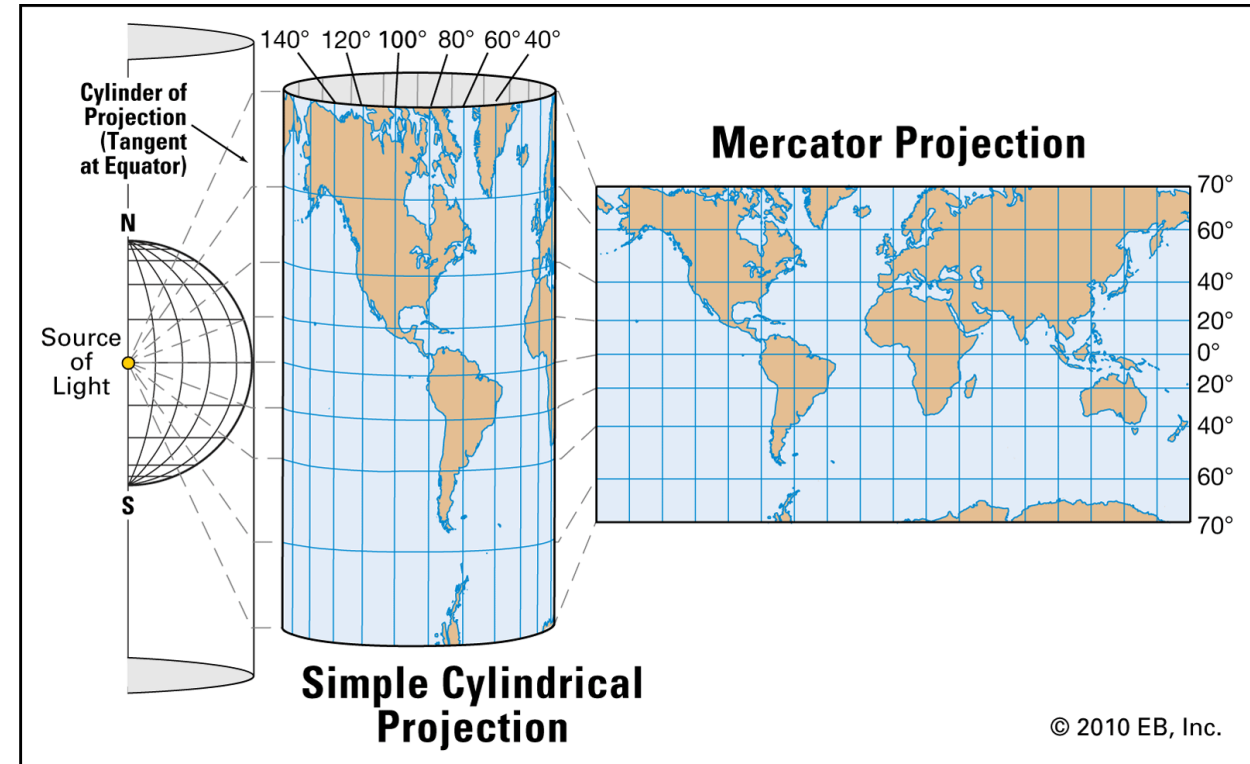 140° 120° 100° 80° 60° 40°
Cylinder of
Projection
(Tangent
at Equator)
N
Source
of
Light
S
Simple Cylindrical
Projection
Mercator Projection
70°
60°
40°
20°
0°
20°
40°
60°
70°
© 2010 EB, Inc.